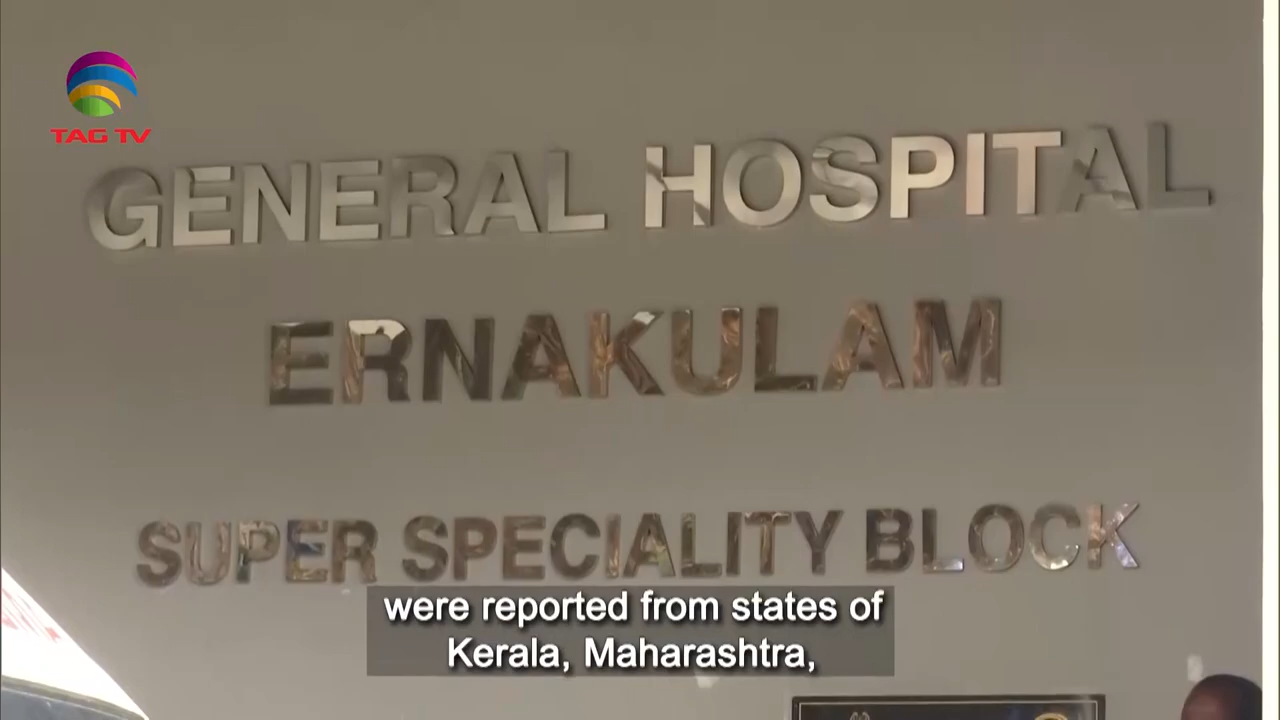 TAG TV
GENERAL HOSPITAL
ERNAKULAM
SUPER SPECIALITY BLOCK
were reported from states of
Kerala, Maharashtra,